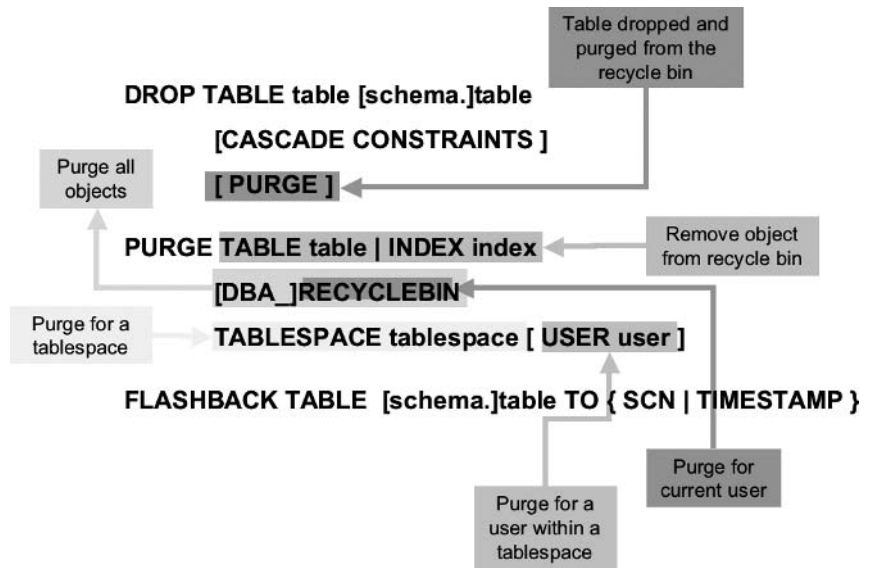 Table dropped and
purged from the
recycle bin
DROP TABLE table [schema.]table
[CASCADE CONSTRAINTS ]
Purge all
objects
[ PURGE ]
PURGE TABLE table | INDEX index
Remove object
from recycle bin
[DBA_]RECYCLEBIN
Purge for a
tablespace
TABLESPACE tablespace [ USER user ]
FLASHBACK TABLE [schema.]table TO { SCN | TIMESTAMP }
Purge for
current user
Purge for a
user within a
tablespace